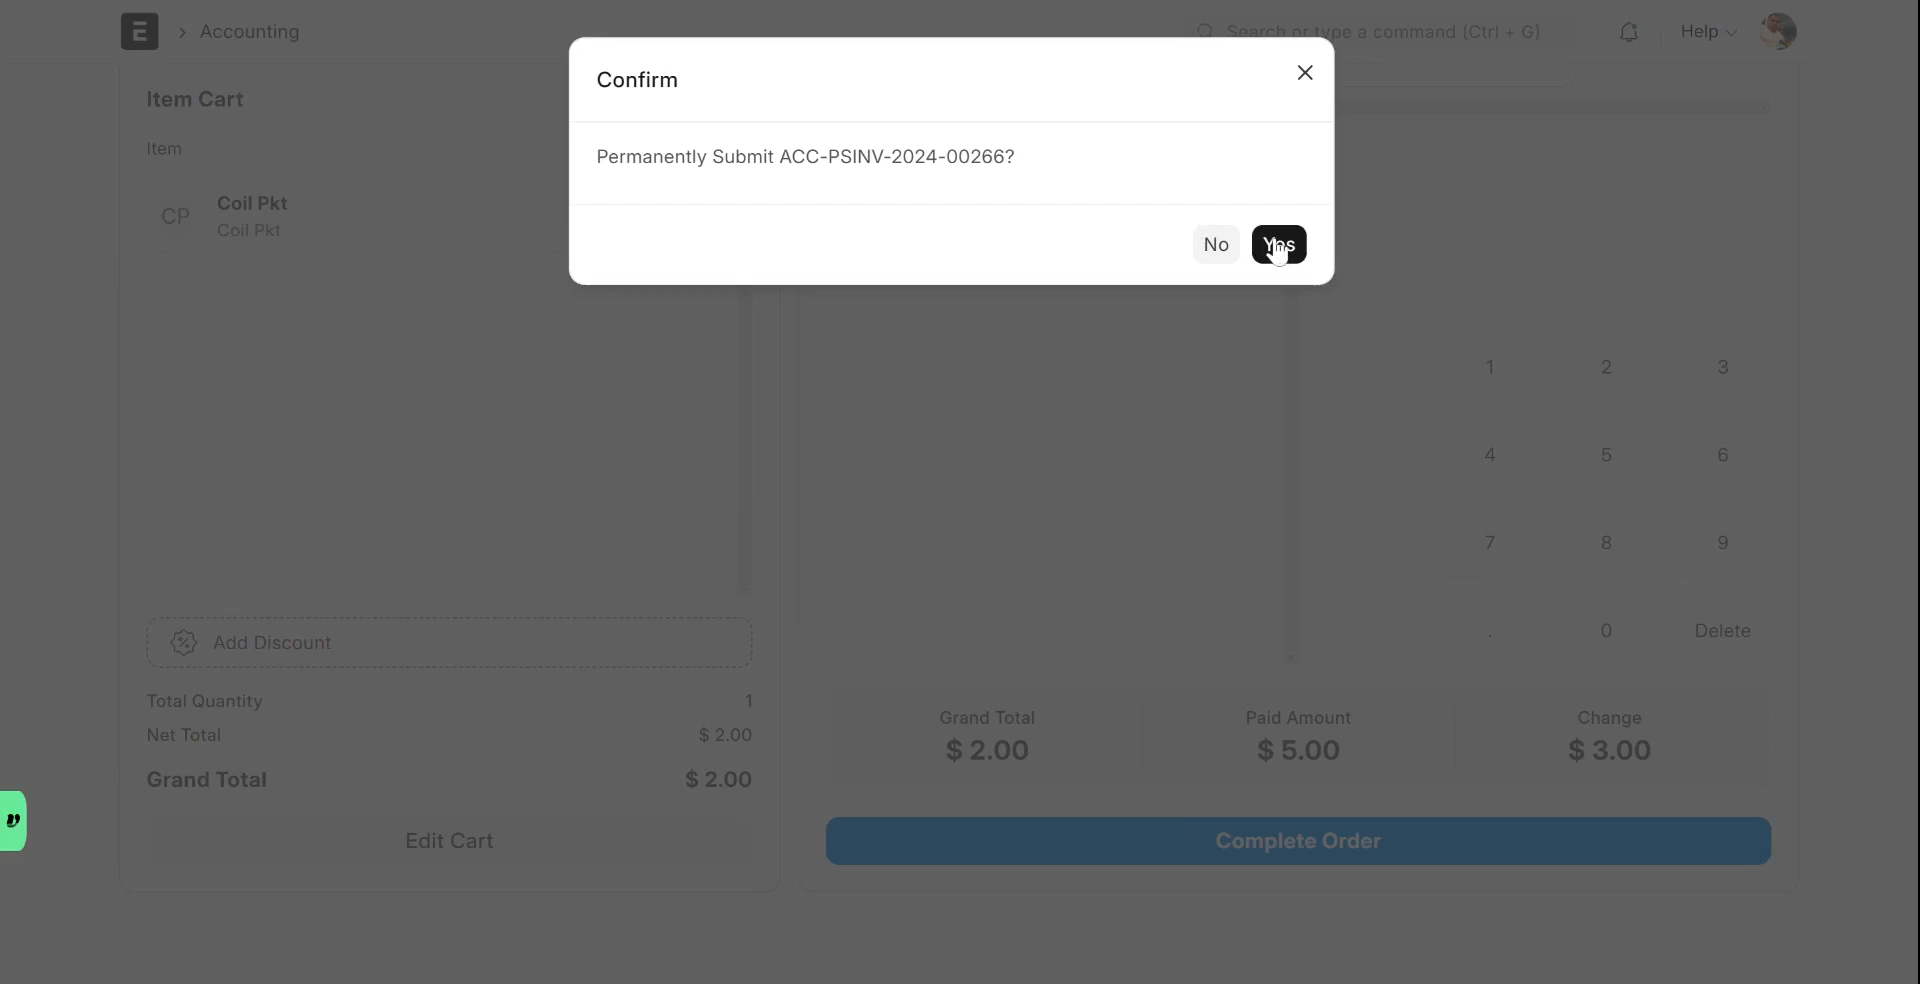 Accounting
Search or type a command (Ctrl + G)
Help
Confirm
Permanently Submit ACC-PSINV-2024-00266?
No
Yes
Item Cart
Item
CP
Coil Pkt
Coil Pkt
1 2 3
4 5 6
7 8 9
. 0 Delete
Add Discount
Total Quantity 1
Net Total $ 2.00
Grand Total $ 2.00
Edit Cart
Grand Total Paid Amount Change
$ 2.00 $ 5.00 $ 3.00
Complete Order